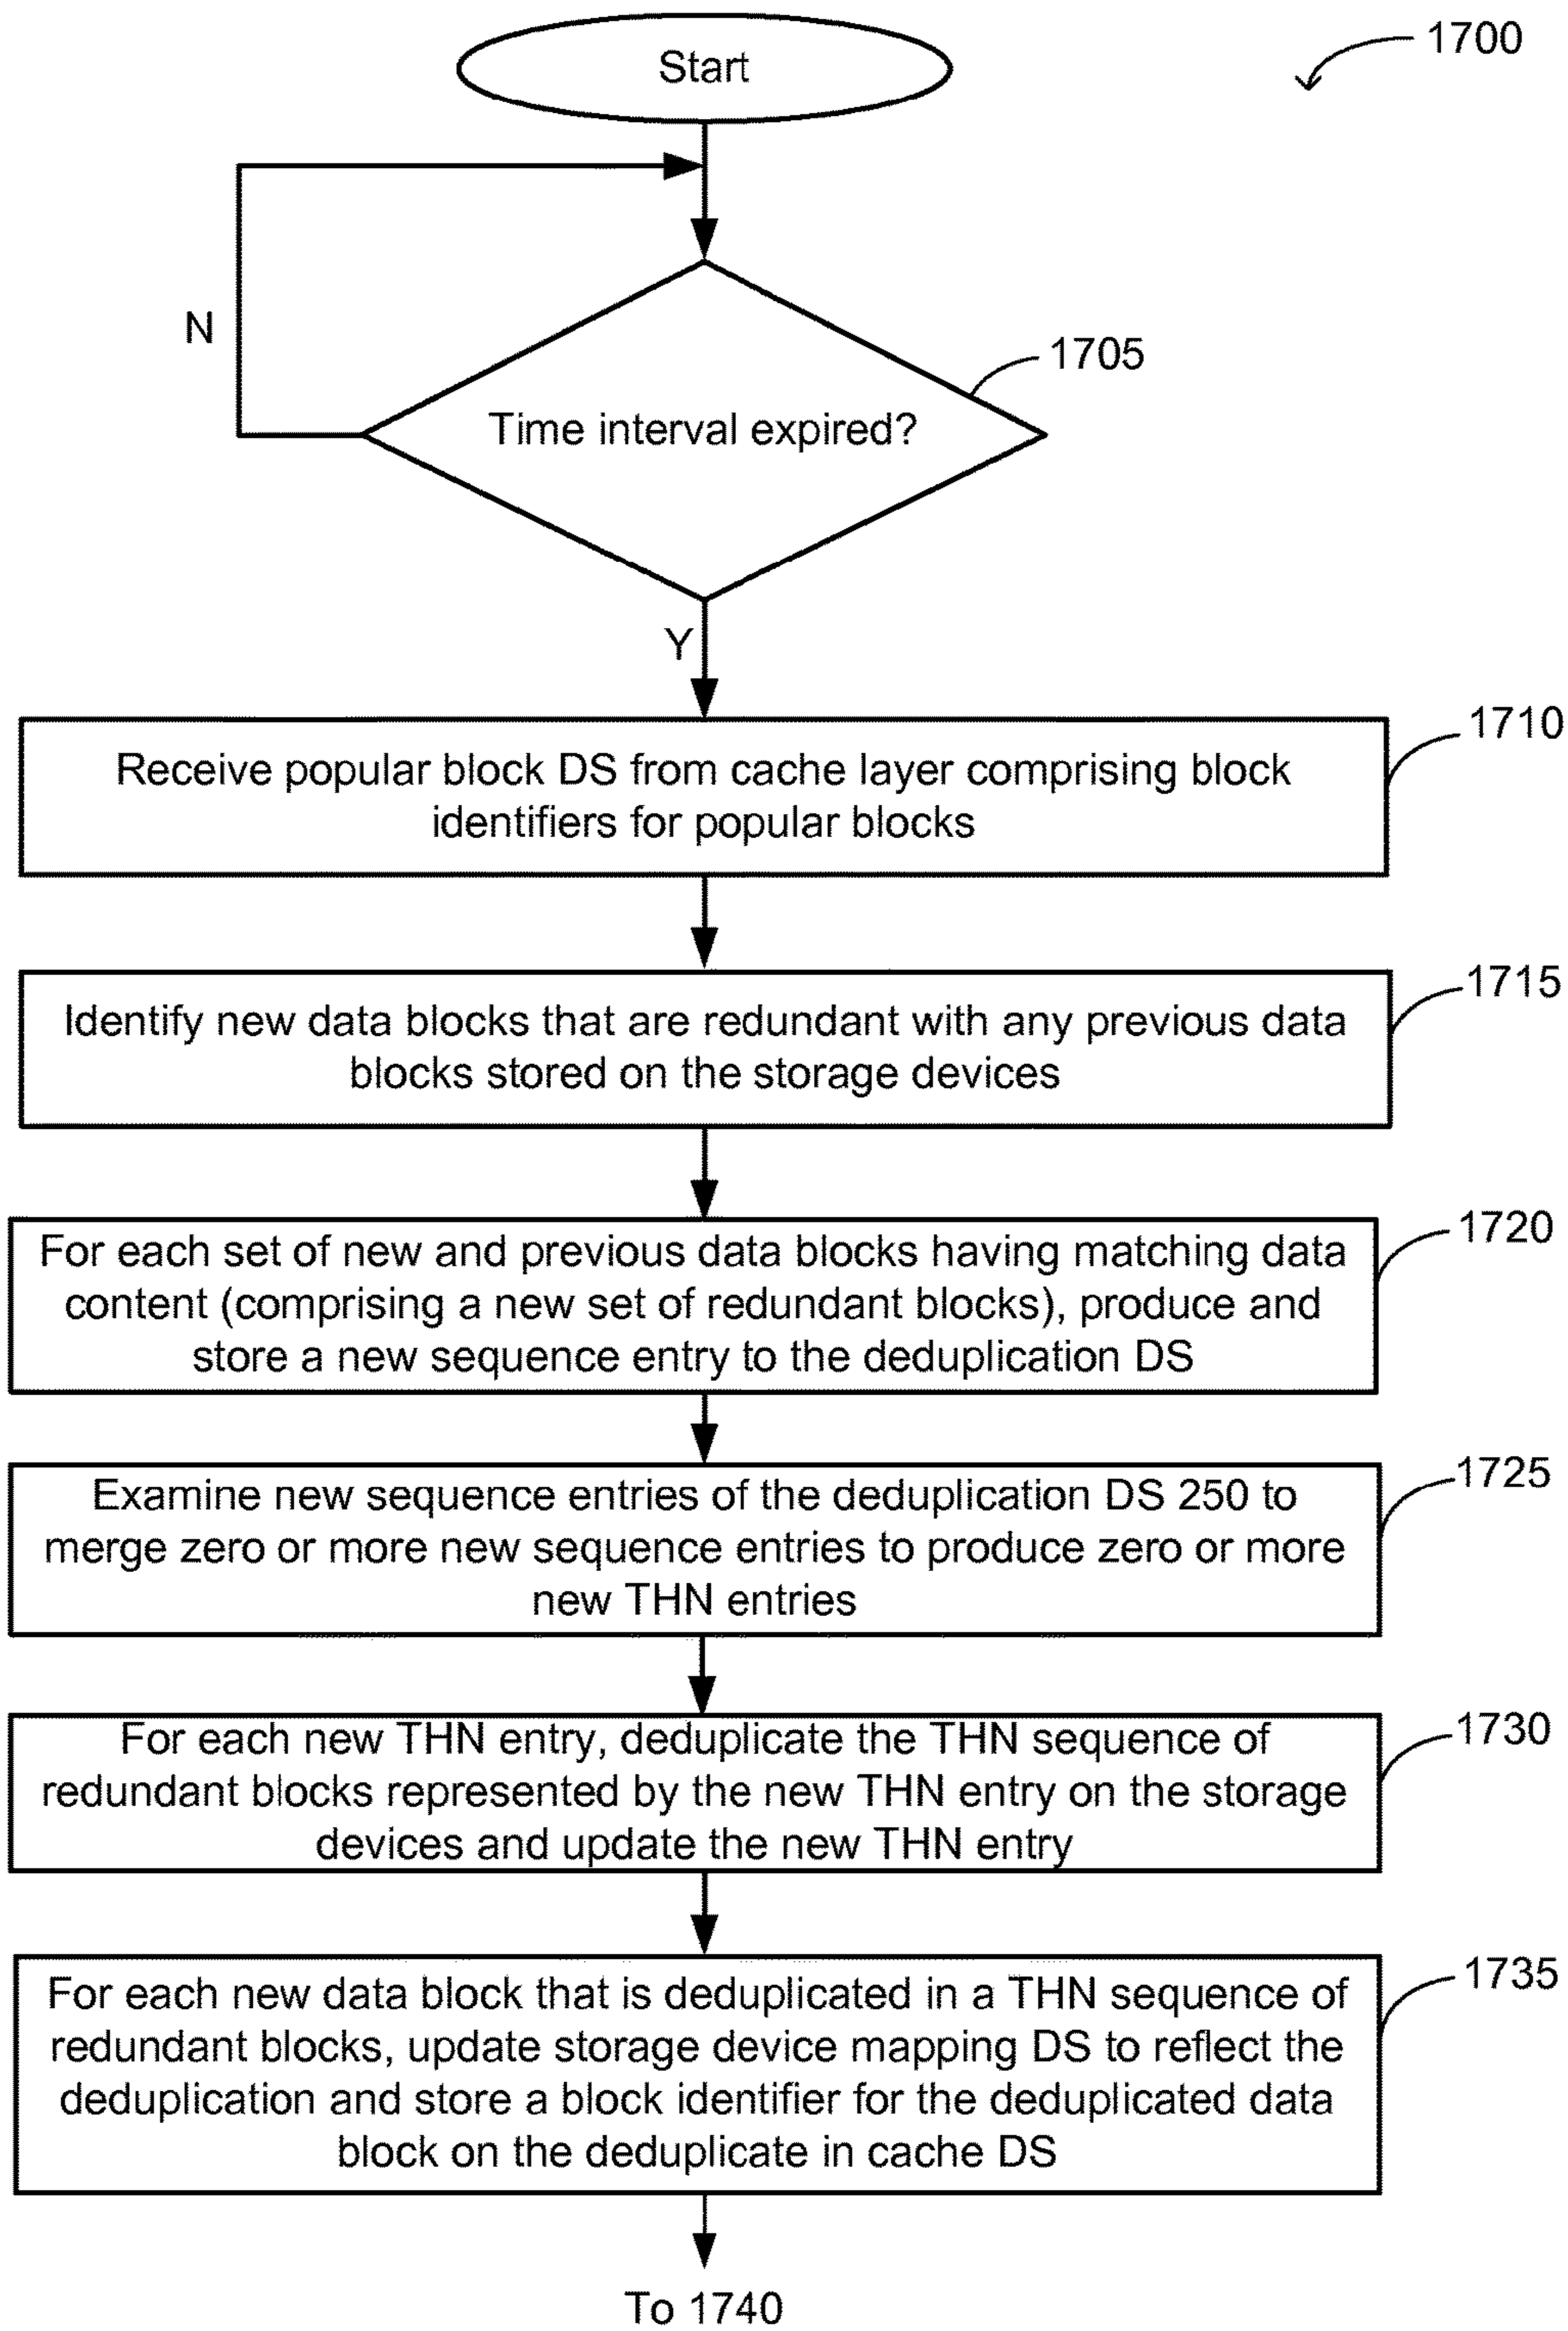 Start
1700
N
1705
Time interval expired?
Y
1710
Receive popular block DS from cache layer comprising block
identifiers for popular blocks
1715
Identify new data blocks that are redundant with any previous data
blocks stored on the storage devices
1720
For each set of new and previous data blocks having matching data
content (comprising a new set of redundant blocks), produce and
store a new sequence entry to the deduplication DS
1725
Examine new sequence entries of the deduplication DS 250 to
merge zero or more new sequence entries to produce zero or more
new THN entries
1730
For each new THN entry, deduplicate the THN sequence of
redundant blocks represented by the new THN entry on the storage
devices and update the new THN entry
1735
For each new data block that is deduplicated in a THN sequence of
redundant blocks, update storage device mapping DS to reflect the
deduplication and store a block identifier for the deduplicated data
block on the deduplicate in cache DS
To 1740